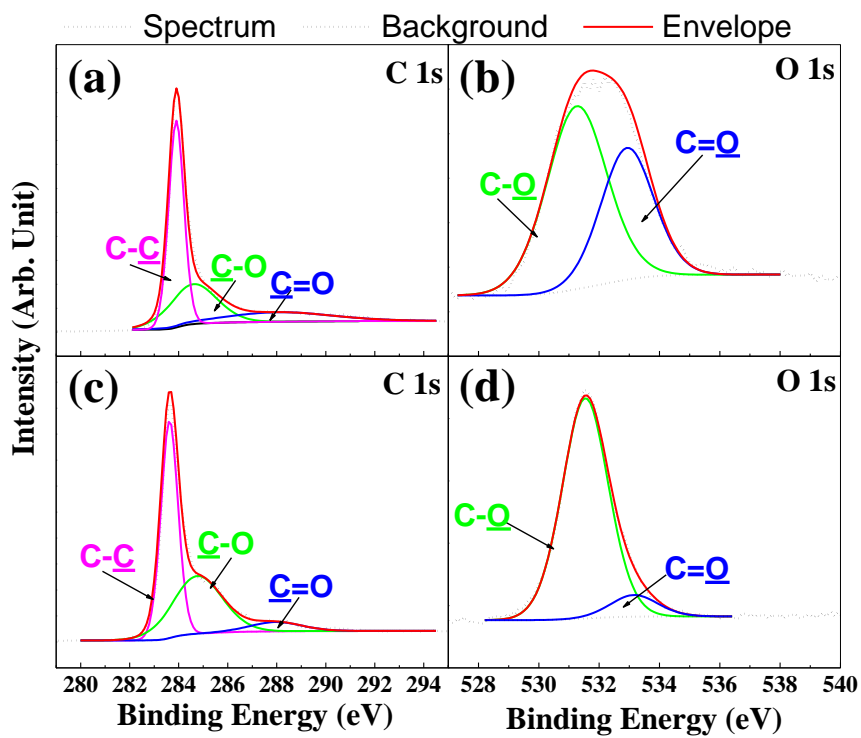 Spectrum Background Envelope
(a) C 1s
C-C
C-O
C=O
(b) O 1s
C-O
C=O
(c) C 1s
C-C
C-O
C=O
(d) O 1s
C-O
C=O
Intensity (Arb. Unit)
280 282 284 286 288 290 292 294
528 530 532 534 536 538 540
Binding Energy (eV)
Binding Energy (eV)